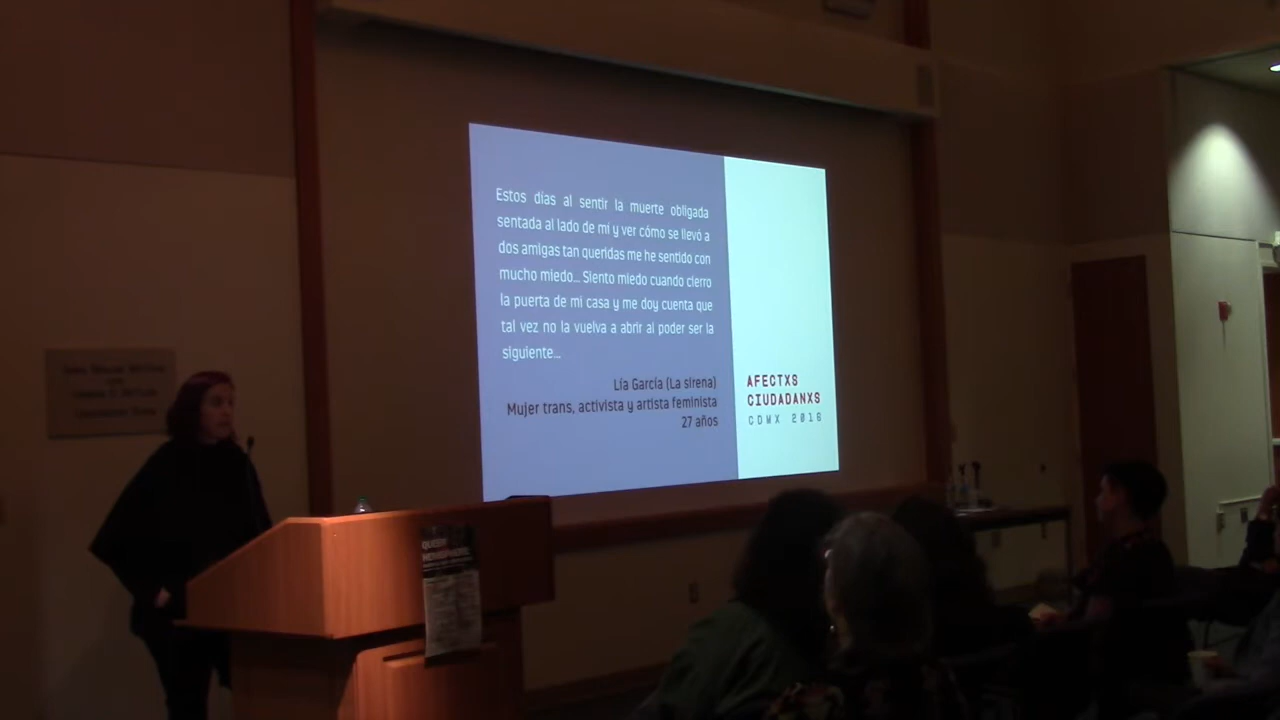 Estos días al sentir la muerte obligada
sentada al lado de mí y ver cómo se llevó a
dos amigas tan queridas me he sentido con
mucho miedo... Siento miedo cuando cierro
la puerta de mi casa y me doy cuenta que
tal vez no la vuelva a abrir al poder ser la
siguiente...
Lía García (La sirena)
Mujer trans, activista y artista feminista
27 años
AFECTXS
CIUDADANXS
CDMX 2016
QUEER